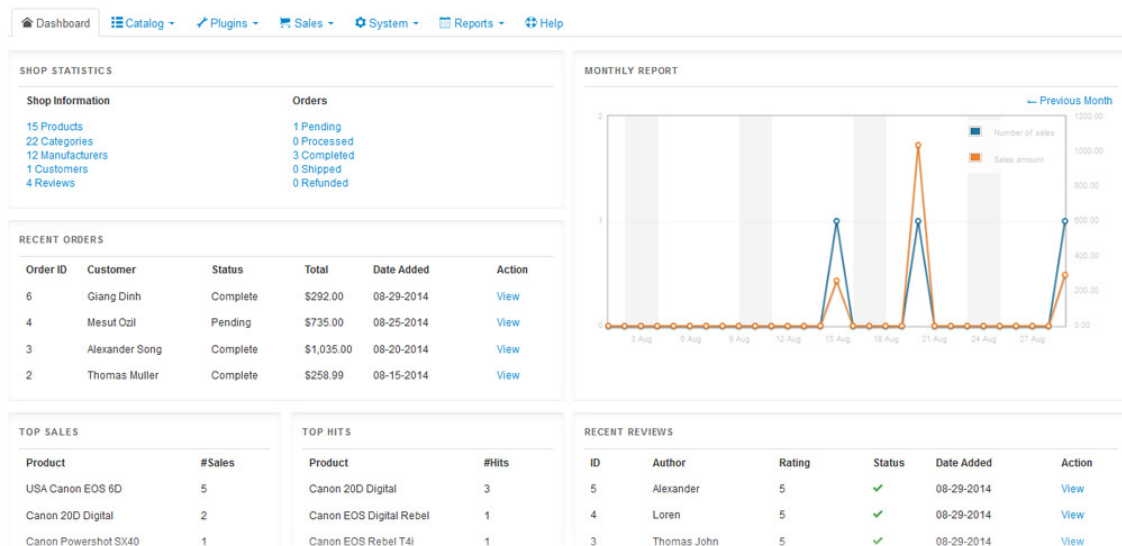 Dashboard Catalog Plugins Sales System Reports Help
SHOP STATISTICS
Shop Information Orders
15 Products 1 Pending
22 Categories 0 Processed
12 Manufacturers 3 Completed
1 Customers 0 Shipped
4 Reviews 0 Refunded
RECENT ORDERS
Order ID Customer Status Total Date Added Action
6 Giang Dinh Complete $292.00 08-29-2014 View
4 Mesut Ozil Pending $735.00 08-25-2014 View
3 Alexander Song Complete $1,035.00 08-20-2014 View
2 Thomas Muller Complete $258.99 08-15-2014 View
MONTHLY REPORT
← Previous Month
2 1200.00
Number of sales
1000.00
Sales amount
800.00
1 600.00
400.00
200.00
0 0.00
3 Aug 6 Aug 9 Aug 12 Aug 15 Aug 18 Aug 21 Aug 24 Aug 27 Aug
TOP SALES
Product #Sales
USA Canon EOS 6D 5
Canon 20D Digital 2
Canon Powershot SX40 1
TOP HITS
Product #Hits
Canon 20D Digital 3
Canon EOS Digital Rebel 1
Canon EOS Rebel T4i 1
RECENT REVIEWS
ID Author Rating Status Date Added Action
5 Alexander 5 08-29-2014 View
4 Loren 5 08-29-2014 View
3 Thomas John 5 08-29-2014 View